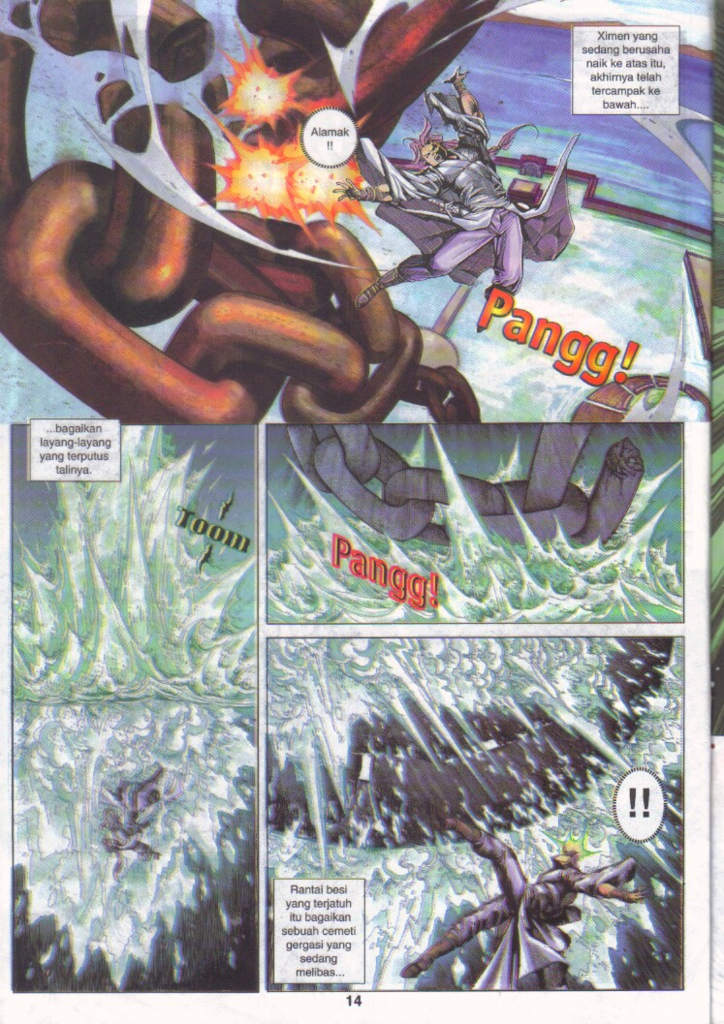 Ximen yang
sedang berusaha
naik ke atas itu,
akhirnya telah
tercampak ke
bawah....
Alamak
!!
Pangg!
...bagaikan
layang-layang
yang terputus
talinya.
Toom
Pangg!
!!
Rantai besi
yang terjatuh
itu bagaikan
sebuah cemeti
gergasi yang
sedang
melibas...
14